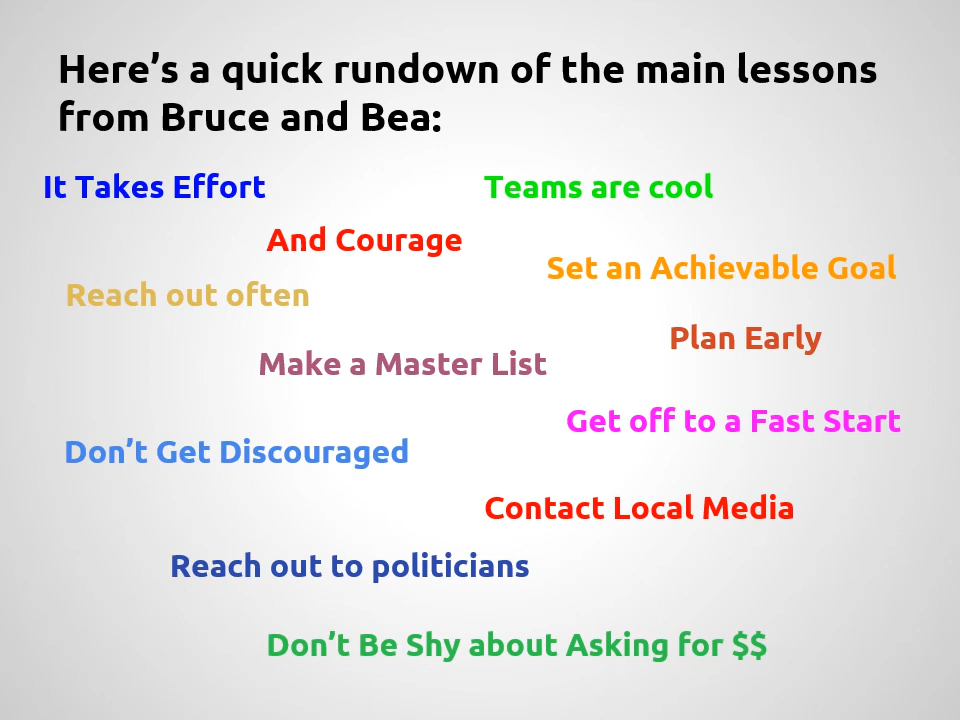 Here’s a quick rundown of the main lessons
from Bruce and Bea:
It Takes Effort
Teams are cool
And Courage
Set an Achievable Goal
Reach out often
Plan Early
Make a Master List
Get off to a Fast Start
Don’t Get Discouraged
Contact Local Media
Reach out to politicians
Don’t Be Shy about Asking for $$